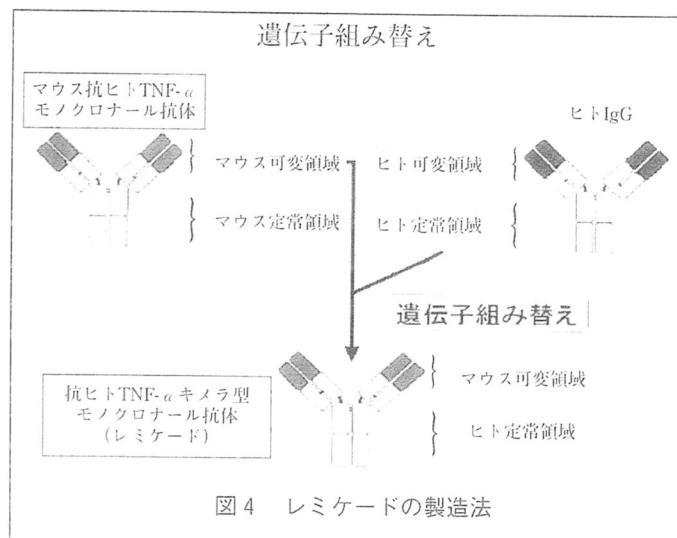 遺伝子組み替え
マウス抗ヒトTNF-α
モノクロナール抗体
ヒトIgG
マウス可変領域
ヒト可変領域
マウス定常領域
ヒト定常領域
遺伝子組み替え
抗ヒトTNF-αキメラ型
モノクロナール抗体
(レミケード)
マウス可変領域
ヒト定常領域
図4 レミケードの製造法